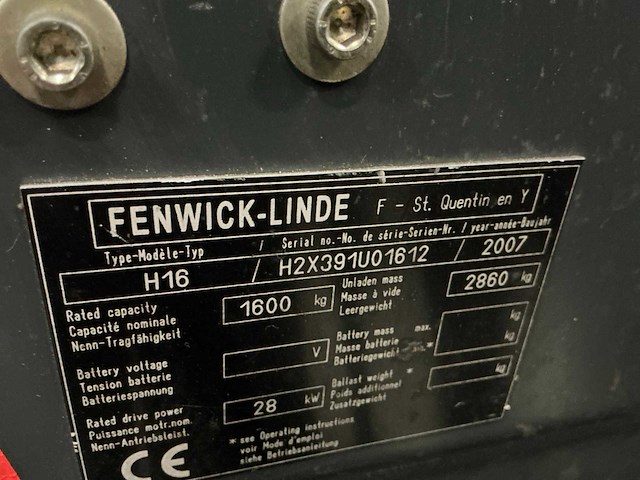 FENWICK-LINDE F - St. Quentin en Y
Type-Modèle-Typ / Serial no.-No. de série-Serien-Nr. / year-année-Baujahr
H16 / H2X391U01612 / 2007
Rated capacity
Capacité nominale
Nenn-Tragfähigkeit
1600 kg
Unladen mass
Masse à vide
Leergewicht
2860 kg
Battery voltage
Tension batterie
Batteriespannung
V
Battery mass max. kg
Masse batterie
Batteriegewicht * kg
Rated drive power
Puissance motr.nom.
Nenn-Antriebsleist.
28 kW
Ballast weight *
Poids additionnel
Zusatzgewicht
kg
CE
* see Operating instructions
voir Mode d'emploi
siehe Betriebsanleitung